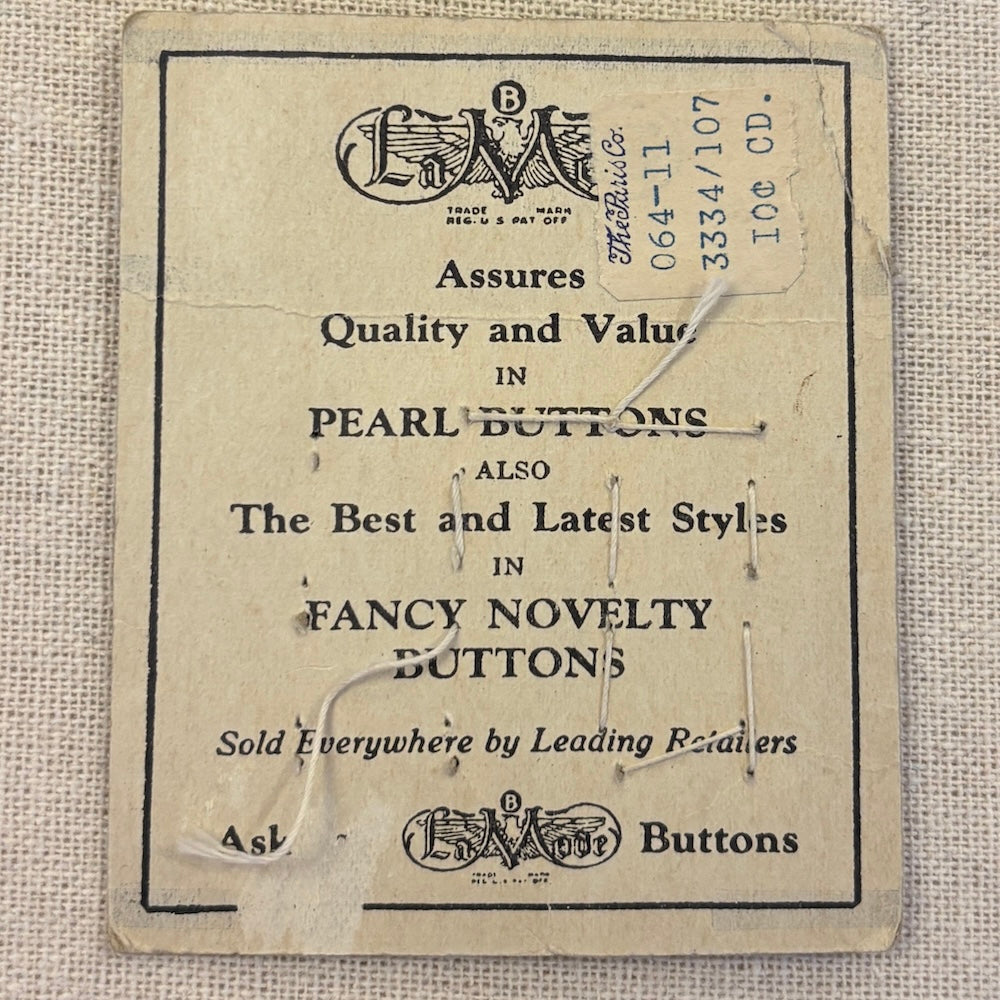 B
La Mode
TRADE MARK
REG. U S PAT OFF
The Paris Co.
064-11
3334/107
10¢ CD.
Assures
Quality and Value
IN
PEARL BUTTONS
ALSO
The Best and Latest Styles
IN
FANCY NOVELTY
BUTTONS
Sold Everywhere by Leading Retailers
B
Ask La Mode Buttons